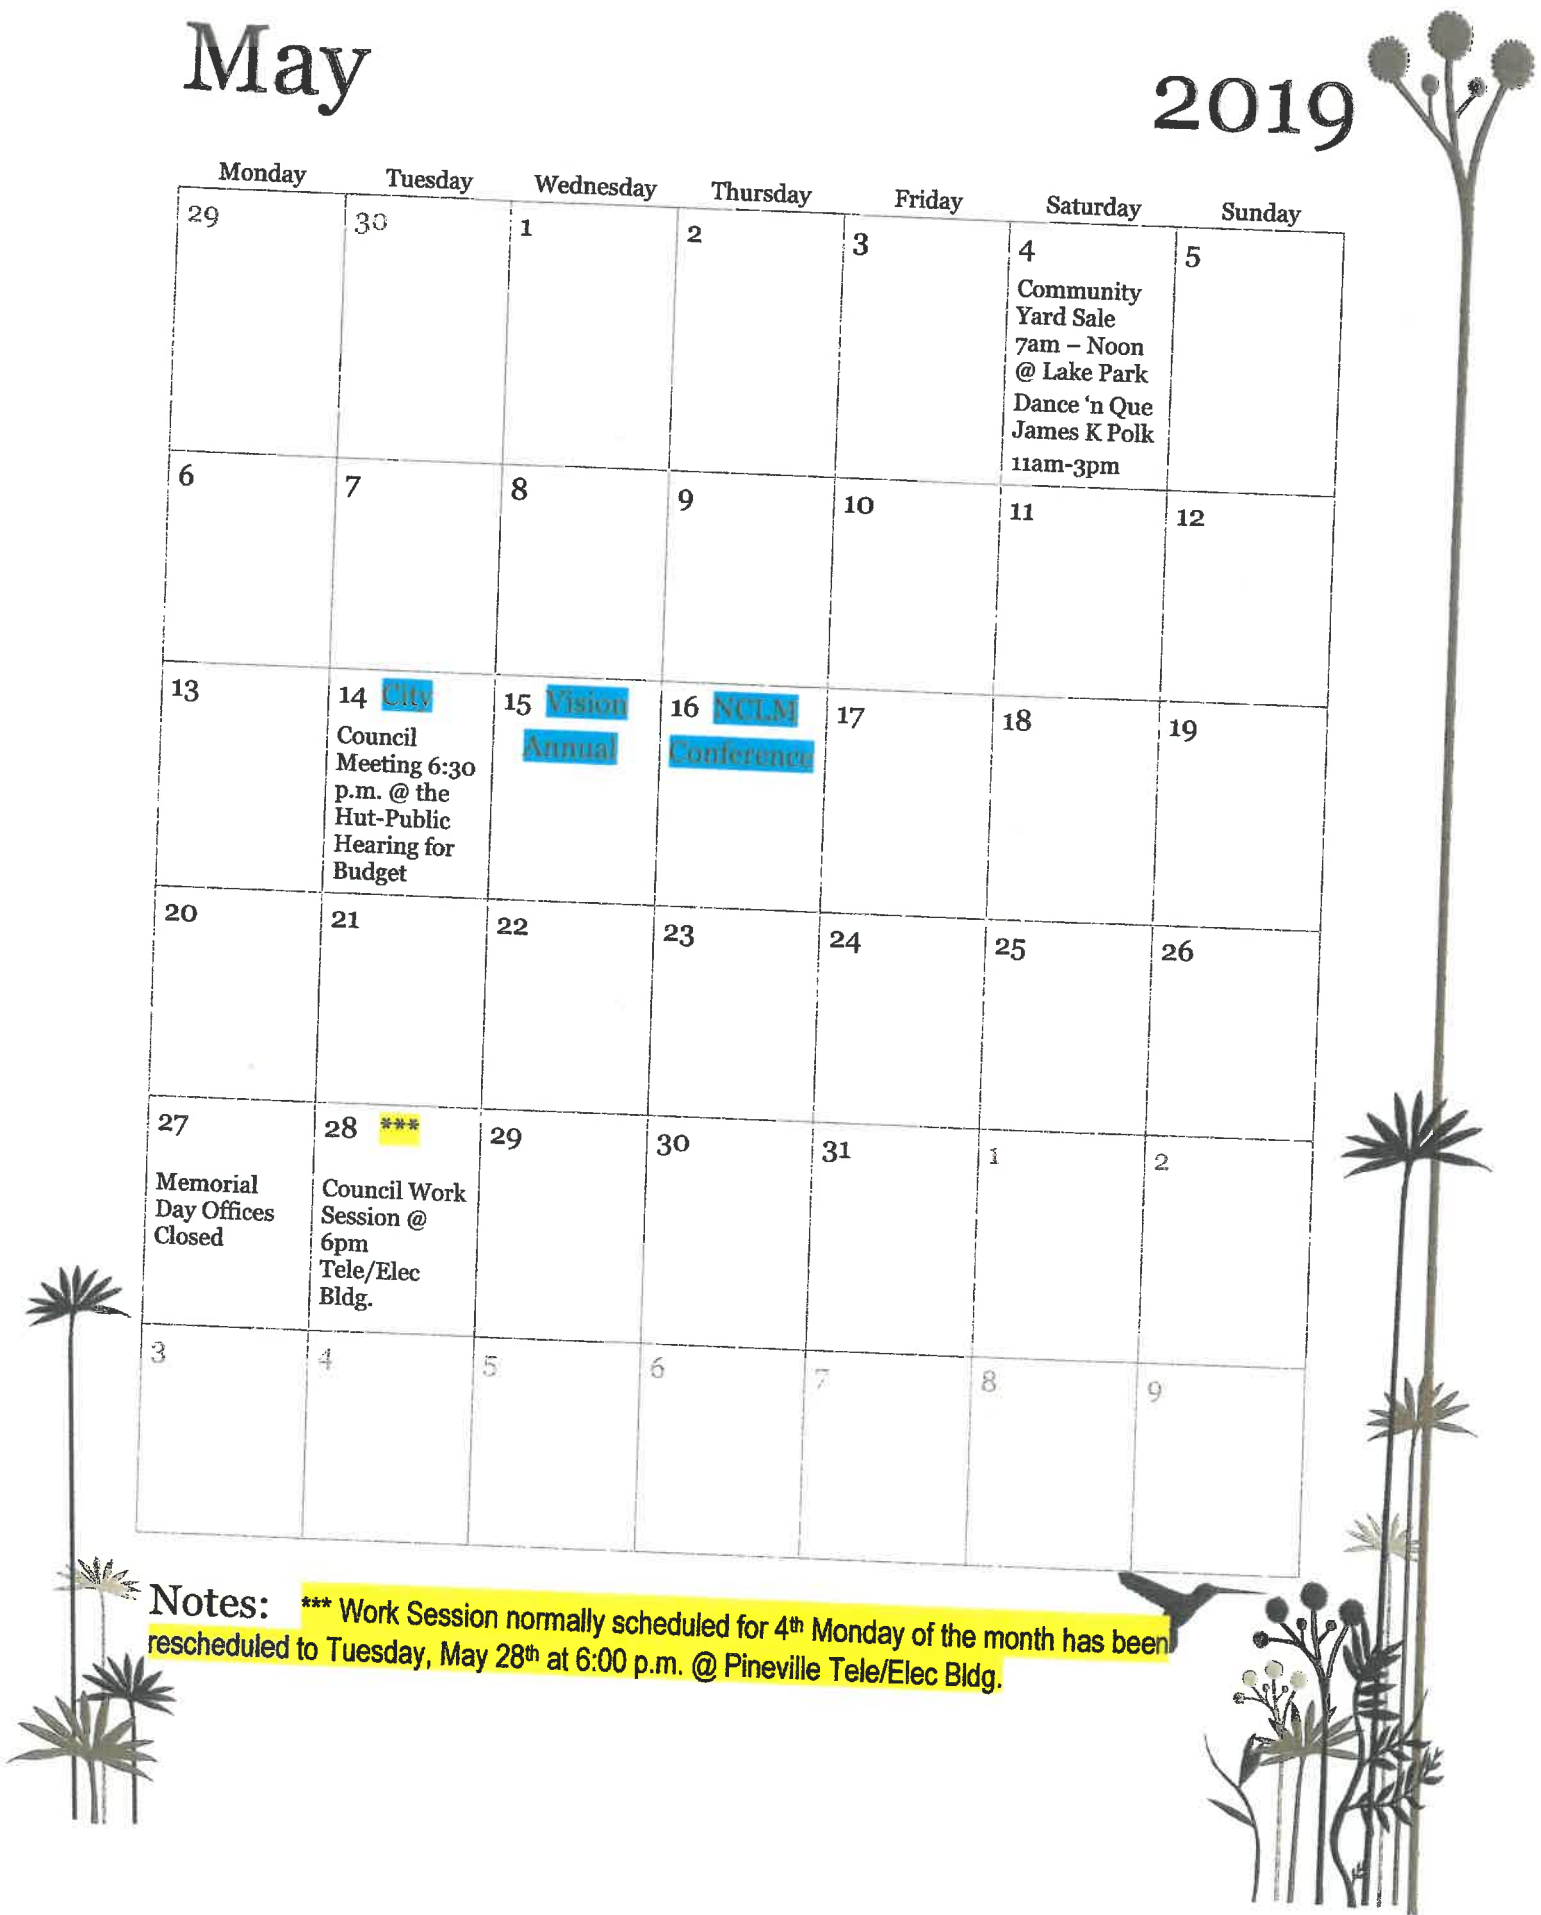 May
2019
Monday Tuesday Wednesday Thursday Friday Saturday Sunday
29
30
1
2
3
4
Community
Yard Sale
7am – Noon
@ Lake Park
Dance ‘n Que
James K Polk
11am-3pm
5
6
7
8
9
10
11
12
13
14 City
Council
Meeting 6:30
p.m. @ the
Hut-Public
Hearing for
Budget
15 Vision
Annual
16 NCLM
Conference
17
18
19
20
21
22
23
24
25
26
27
Memorial
Day Offices
Closed
28 ***
Council Work
Session @
6pm
Tele/Elec
Bldg.
29
30
31
1
2
3
4
5
6
7
8
9
Notes: *** Work Session normally scheduled for 4th Monday of the month has been
rescheduled to Tuesday, May 28th at 6:00 p.m. @ Pineville Tele/Elec Bldg.